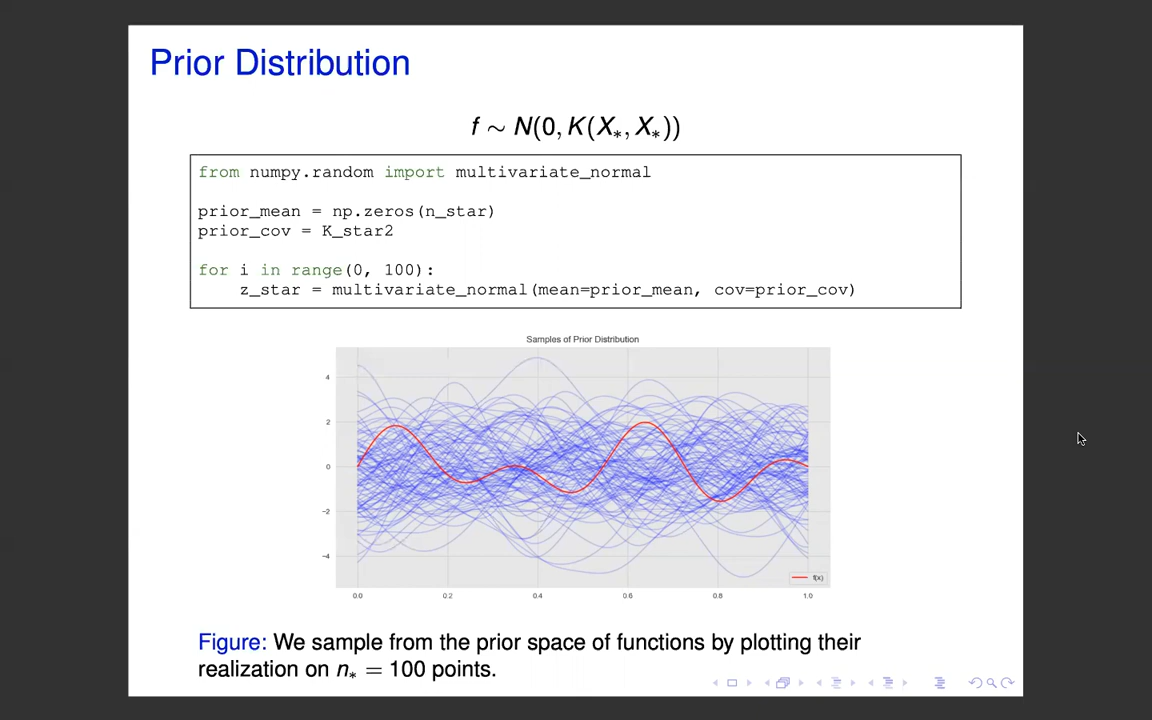 Prior Distribution
f ∼ N(0, K(X∗, X∗))
from numpy.random import multivariate_normal
prior_mean = np.zeros(n_star)
prior_cov = K_star2
for i in range(0, 100):
z_star = multivariate_normal(mean=prior_mean, cov=prior_cov)
Samples of Prior Distribution
4
2
0
−2
−4
f(x)
0.0 0.2 0.4 0.6 0.8 1.0
Figure: We sample from the prior space of functions by plotting their
realization on n∗ = 100 points.